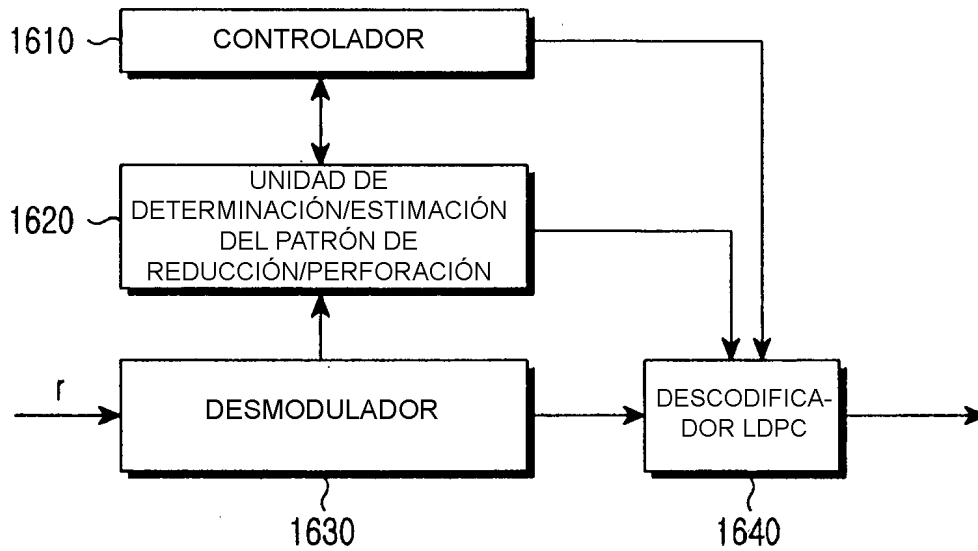 1610
CONTROLADOR
1620
UNIDAD DE
DETERMINACIÓN/ESTIMACIÓN
DEL PATRÓN DE
REDUCCIÓN/PERFORACIÓN
r
DESMODULADOR
DESCODIFICA-
DOR LDPC
1630
1640